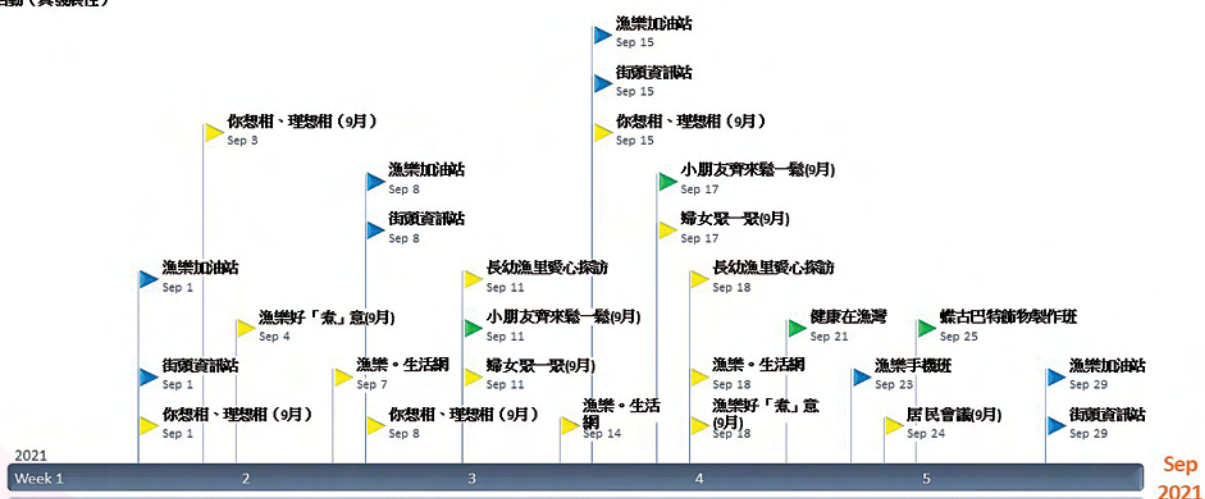 漁樂加油站
Sep 15
街頭資訊站
Sep 15
你想相、理想相（9月）
Sep 3
你想相、理想相（9月）
Sep 15
漁樂加油站
Sep 8
小朋友齊來鬆一鬆(9月)
Sep 17
街頭資訊站
Sep 8
婦女聚一聚(9月)
Sep 17
漁樂加油站
Sep 1
長幼漁里愛心探訪
Sep 11
長幼漁里愛心探訪
Sep 18
漁樂好「煮」意(9月)
Sep 4
小朋友齊來鬆一鬆(9月)
Sep 11
健康在漁灣
Sep 21
蝶古巴特飾物製作班
Sep 25
街頭資訊站
Sep 1
漁樂。生活網
Sep 7
婦女聚一聚(9月)
Sep 11
漁樂。生活網
Sep 18
漁樂手機班
Sep 23
漁樂加油站
Sep 29
你想相、理想相（9月）
Sep 1
你想相、理想相（9月）
Sep 8
漁樂。生活
網
Sep 14
漁樂好「煮」意
(9月)
Sep 18
居民會議(9月)
Sep 24
街頭資訊站
Sep 29
2021
Week 1 2 3 4 5
Sep
2021